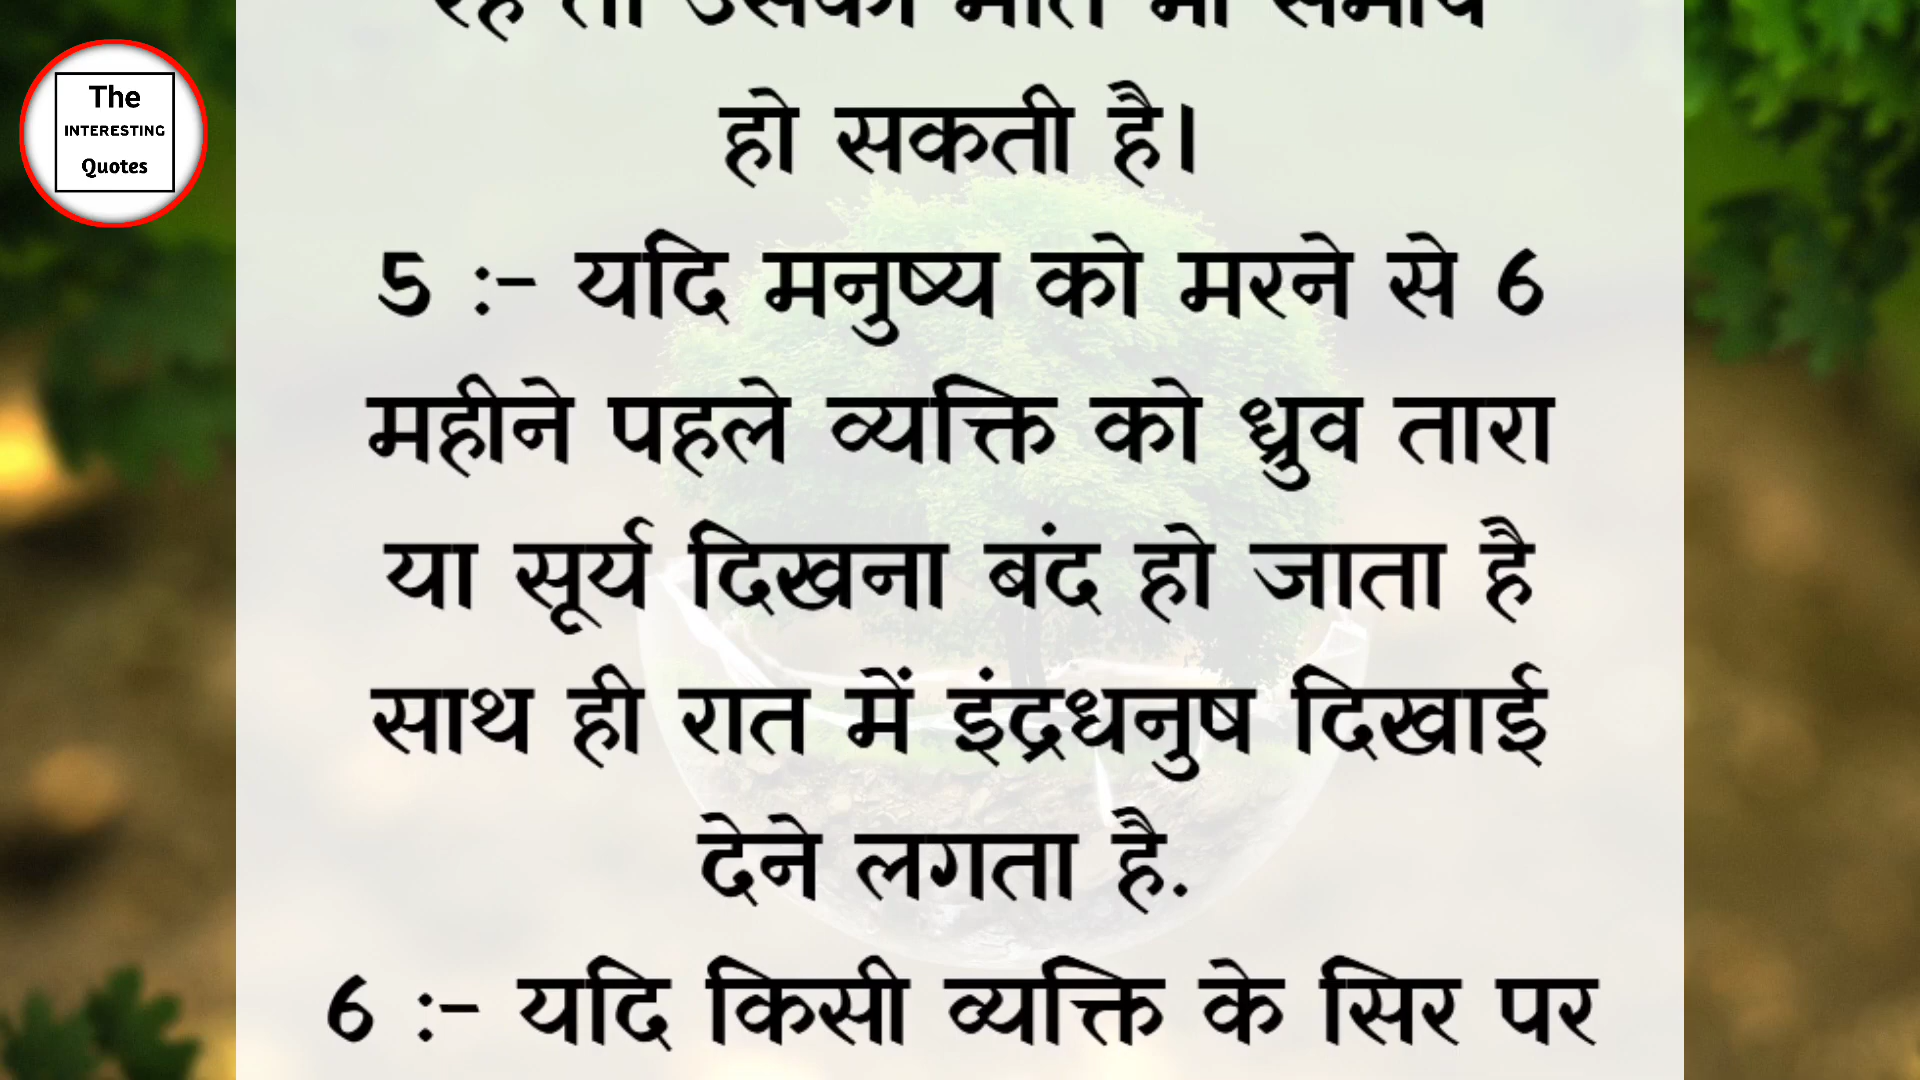 The
INTERESTING
Quotes
हो सकती है।
5 :- यदि मनुष्य को मरने से 6
महीने पहले व्यक्ति को ध्रुव तारा
या सूर्य दिखना बंद हो जाता है
साथ ही रात में इंद्रधनुष दिखाई
देने लगता है.
6 :- यदि किसी व्यक्ति के सिर पर